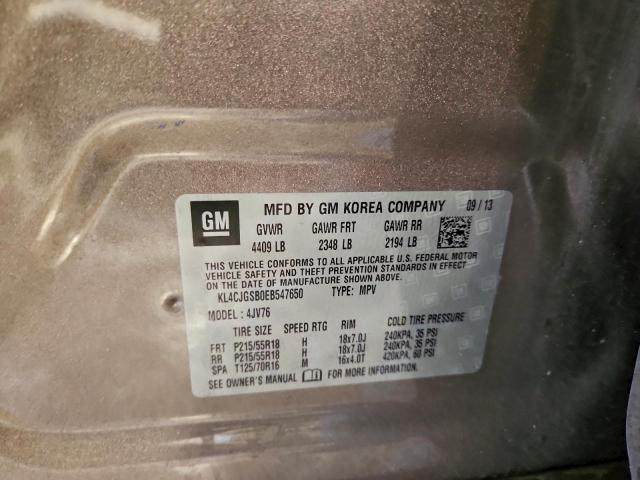 GM MFD BY GM KOREA COMPANY 09 / 13
GVWR GAWR FRT GAWR RR
4409 LB 2348 LB 2194 LB
THIS VEHICLE CONFORMS TO ALL APPLICABLE U.S. FEDERAL MOTOR
VEHICLE SAFETY AND THEFT PREVENTION STANDARDS IN EFFECT
ON THE DATE OF MANUFACTURE SHOWN ABOVE.
KL4CJGSB0EB547650 TYPE: MPV
MODEL : 4JV76
TIRE SIZE SPEED RTG RIM COLD TIRE PRESSURE
FRT P215/55R18 H 18x7.0J 240KPA, 35 PSI
RR P215/55R18 H 18x7.0J 240KPA, 35 PSI
SPA T125/70R16 M 16x4.0T 420KPA, 60 PSI
SEE OWNER'S MANUAL FOR MORE INFORMATION.